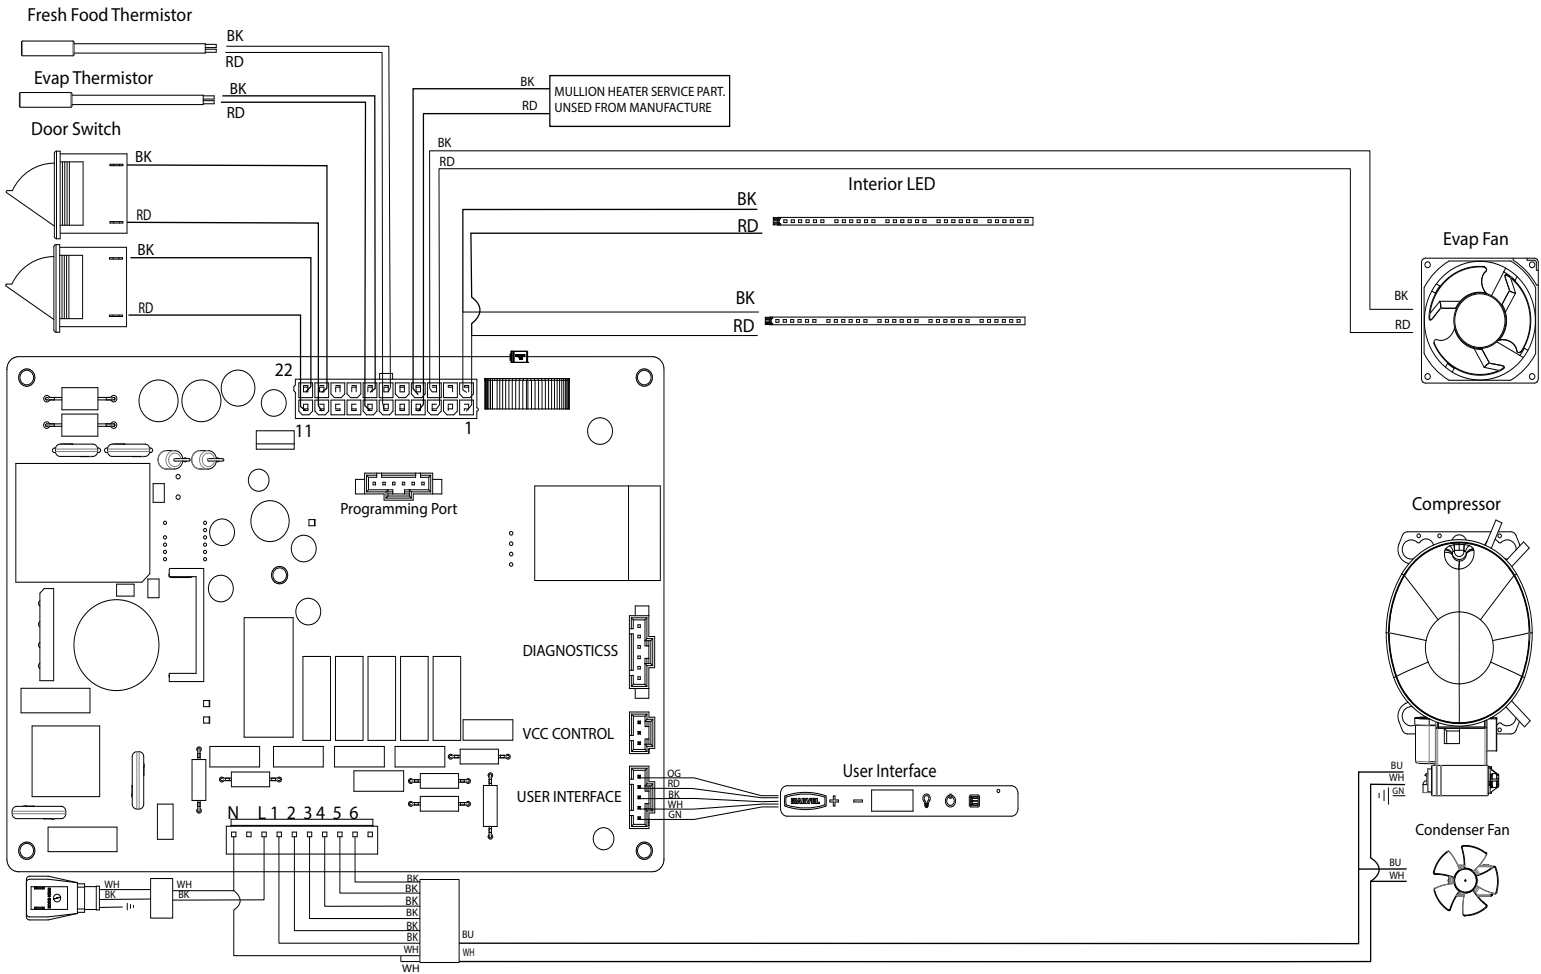 Fresh Food Thermistor
BK
RD
Evap Thermistor
BK
RD
Door Switch
BK
RD
BK
RD
BK
RD
MULLION HEATER SERVICE PART.
UNSED FROM MANUFACTURE
BK
RD
Interior LED
BK
RD
BK
RD
Evap Fan
BK
RD
22
11
1
Programming Port
DIAGNOSTICSS
VCC CONTROL
USER INTERFACE
OG
RD
BK
WH
GN
User Interface
MARVEL
Compressor
BU
WH
GN
Condenser Fan
BU
WH
N L 1 2 3 4 5 6
WH
BK
WH
BK
BK
BK
BK
BK
BK
BK
WH
WH
BU
WH